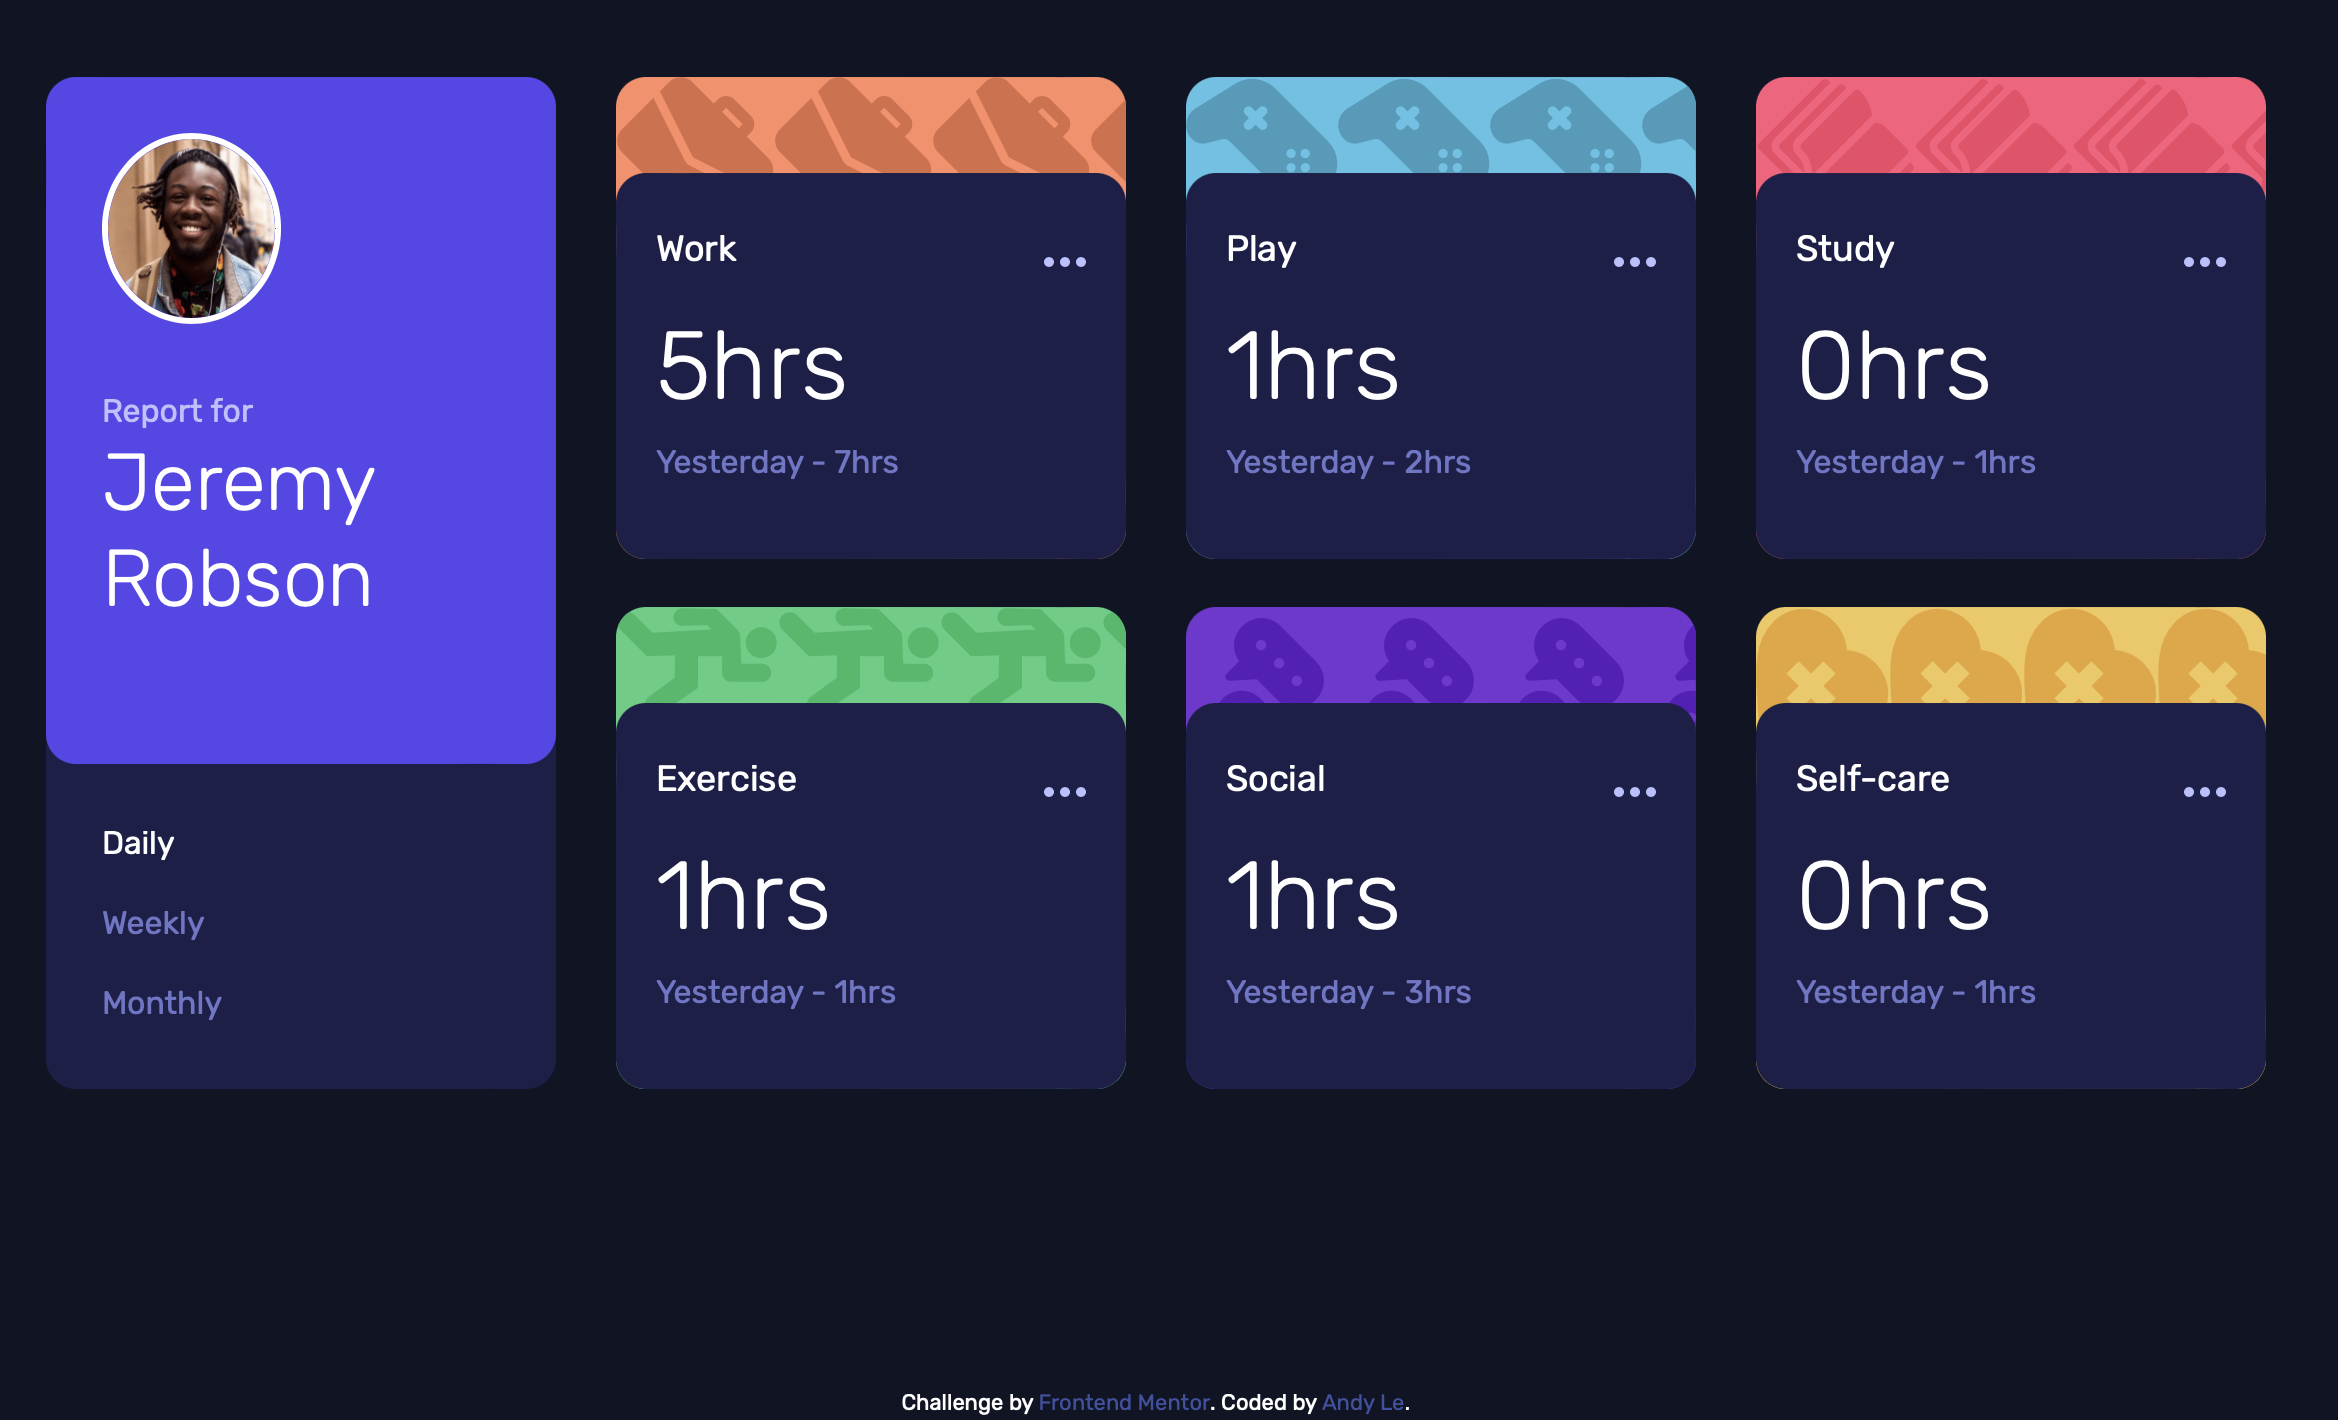 Report for
Jeremy
Robson
Daily
Weekly
Monthly
Work
5hrs
Yesterday - 7hrs
Play
1hrs
Yesterday - 2hrs
Study
0hrs
Yesterday - 1hrs
Exercise
1hrs
Yesterday - 1hrs
Social
1hrs
Yesterday - 3hrs
Self-care
0hrs
Yesterday - 1hrs
Challenge by Frontend Mentor. Coded by Andy Le.